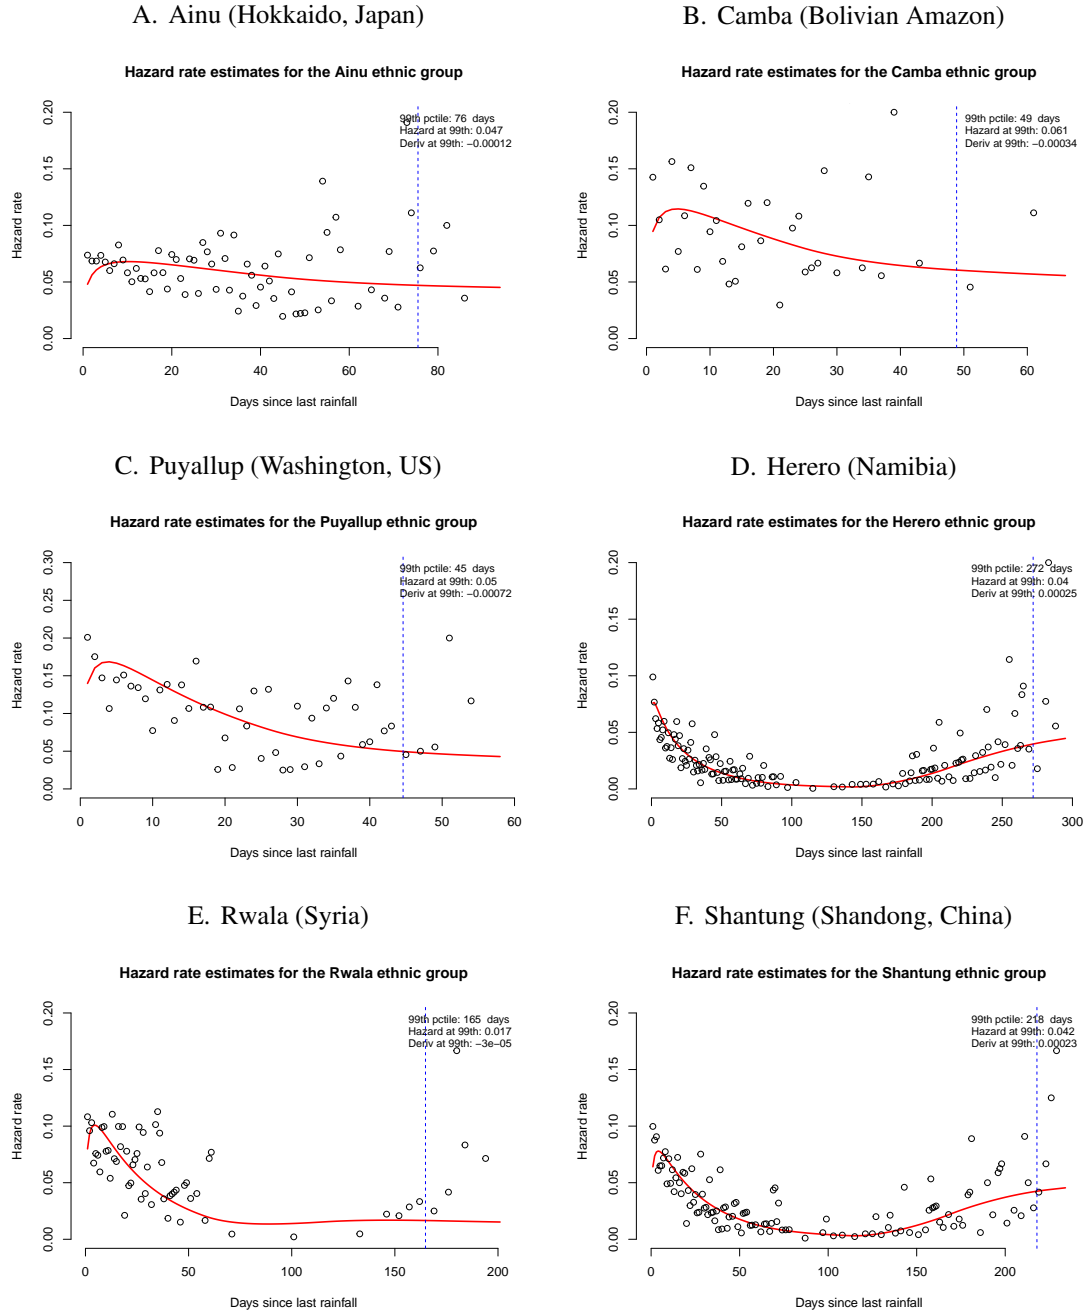 A. Ainu (Hokkaido, Japan)
Hazard rate estimates for the Ainu ethnic group
99th pctile: 76 days
Hazard at 99th: 0.047
Deriv at 99th: −0.00012
Hazard rate
0.00 0.05 0.10 0.15 0.20
0 20 40 60 80
Days since last rainfall
B. Camba (Bolivian Amazon)
Hazard rate estimates for the Camba ethnic group
99th pctile: 49 days
Hazard at 99th: 0.061
Deriv at 99th: −0.00034
Hazard rate
0.00 0.05 0.10 0.15 0.20
0 10 20 30 40 50 60
Days since last rainfall
C. Puyallup (Washington, US)
Hazard rate estimates for the Puyallup ethnic group
99th pctile: 45 days
Hazard at 99th: 0.05
Deriv at 99th: −0.00072
Hazard rate
0.00 0.05 0.10 0.15 0.20 0.30
0 10 20 30 40 50 60
Days since last rainfall
D. Herero (Namibia)
Hazard rate estimates for the Herero ethnic group
99th pctile: 272 days
Hazard at 99th: 0.04
Deriv at 99th: 0.00025
Hazard rate
0.00 0.05 0.10 0.15 0.20
0 50 100 150 200 250 300
Days since last rainfall
E. Rwala (Syria)
Hazard rate estimates for the Rwala ethnic group
99th pctile: 165 days
Hazard at 99th: 0.017
Deriv at 99th: −3e−05
Hazard rate
0.00 0.05 0.10 0.15 0.20
0 50 100 150 200
Days since last rainfall
F. Shantung (Shandong, China)
Hazard rate estimates for the Shantung ethnic group
99th pctile: 218 days
Hazard at 99th: 0.042
Deriv at 99th: 0.00023
Hazard rate
0.00 0.05 0.10 0.15 0.20
0 50 100 150 200
Days since last rainfall